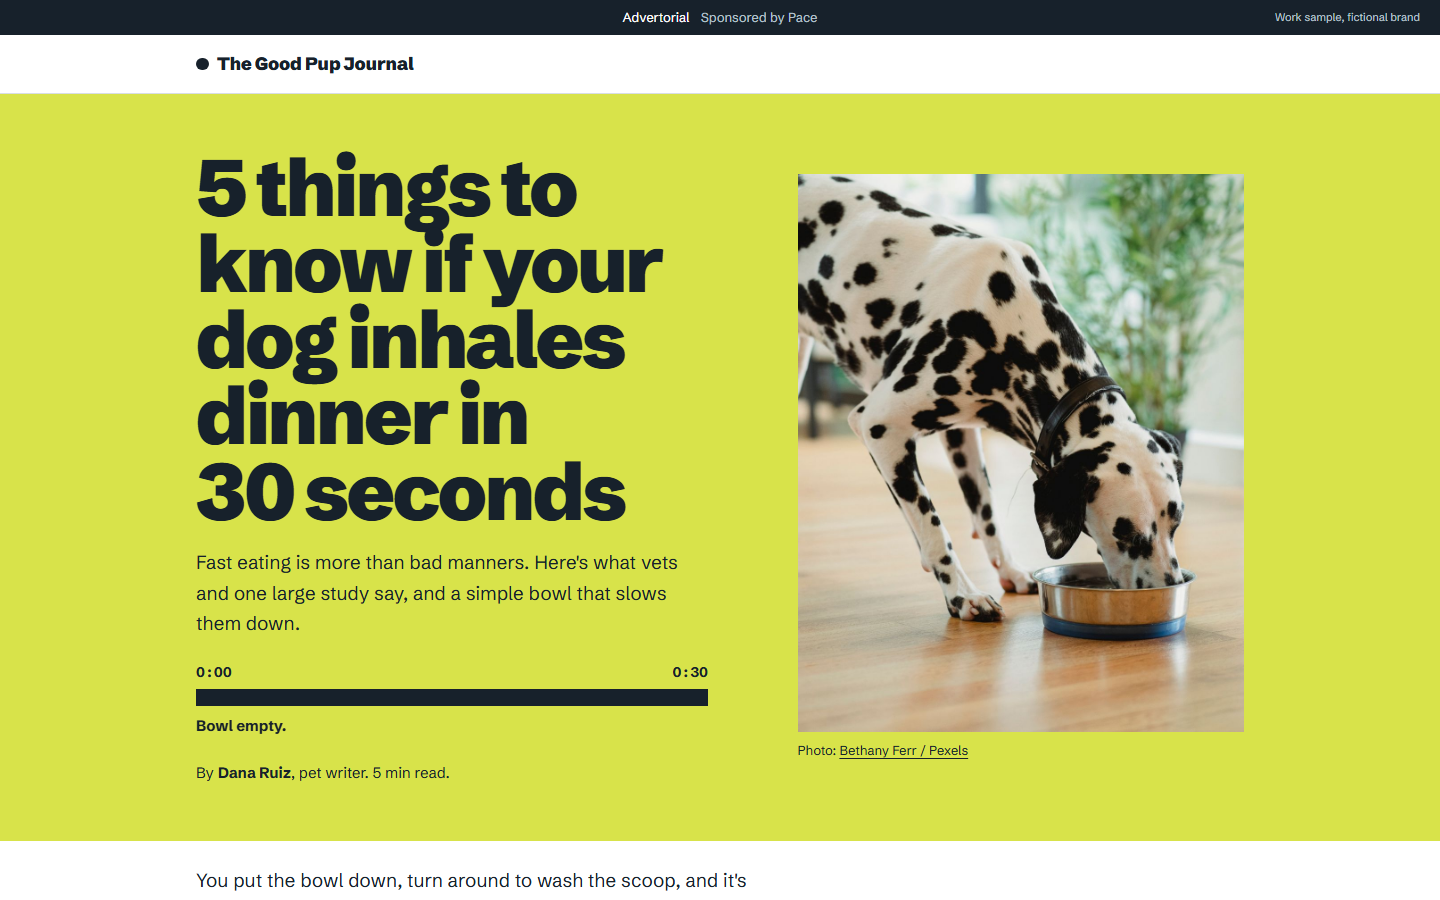 Advertorial Sponsored by Pace
Work sample, fictional brand
The Good Pup Journal
5 things to
know if your
dog inhales
dinner in
30 seconds
Fast eating is more than bad manners. Here's what vets
and one large study say, and a simple bowl that slows
them down.
0:00 0:30
Bowl empty.
By Dana Ruiz, pet writer. 5 min read.
Photo: Bethany Ferr / Pexels
You put the bowl down, turn around to wash the scoop, and it's